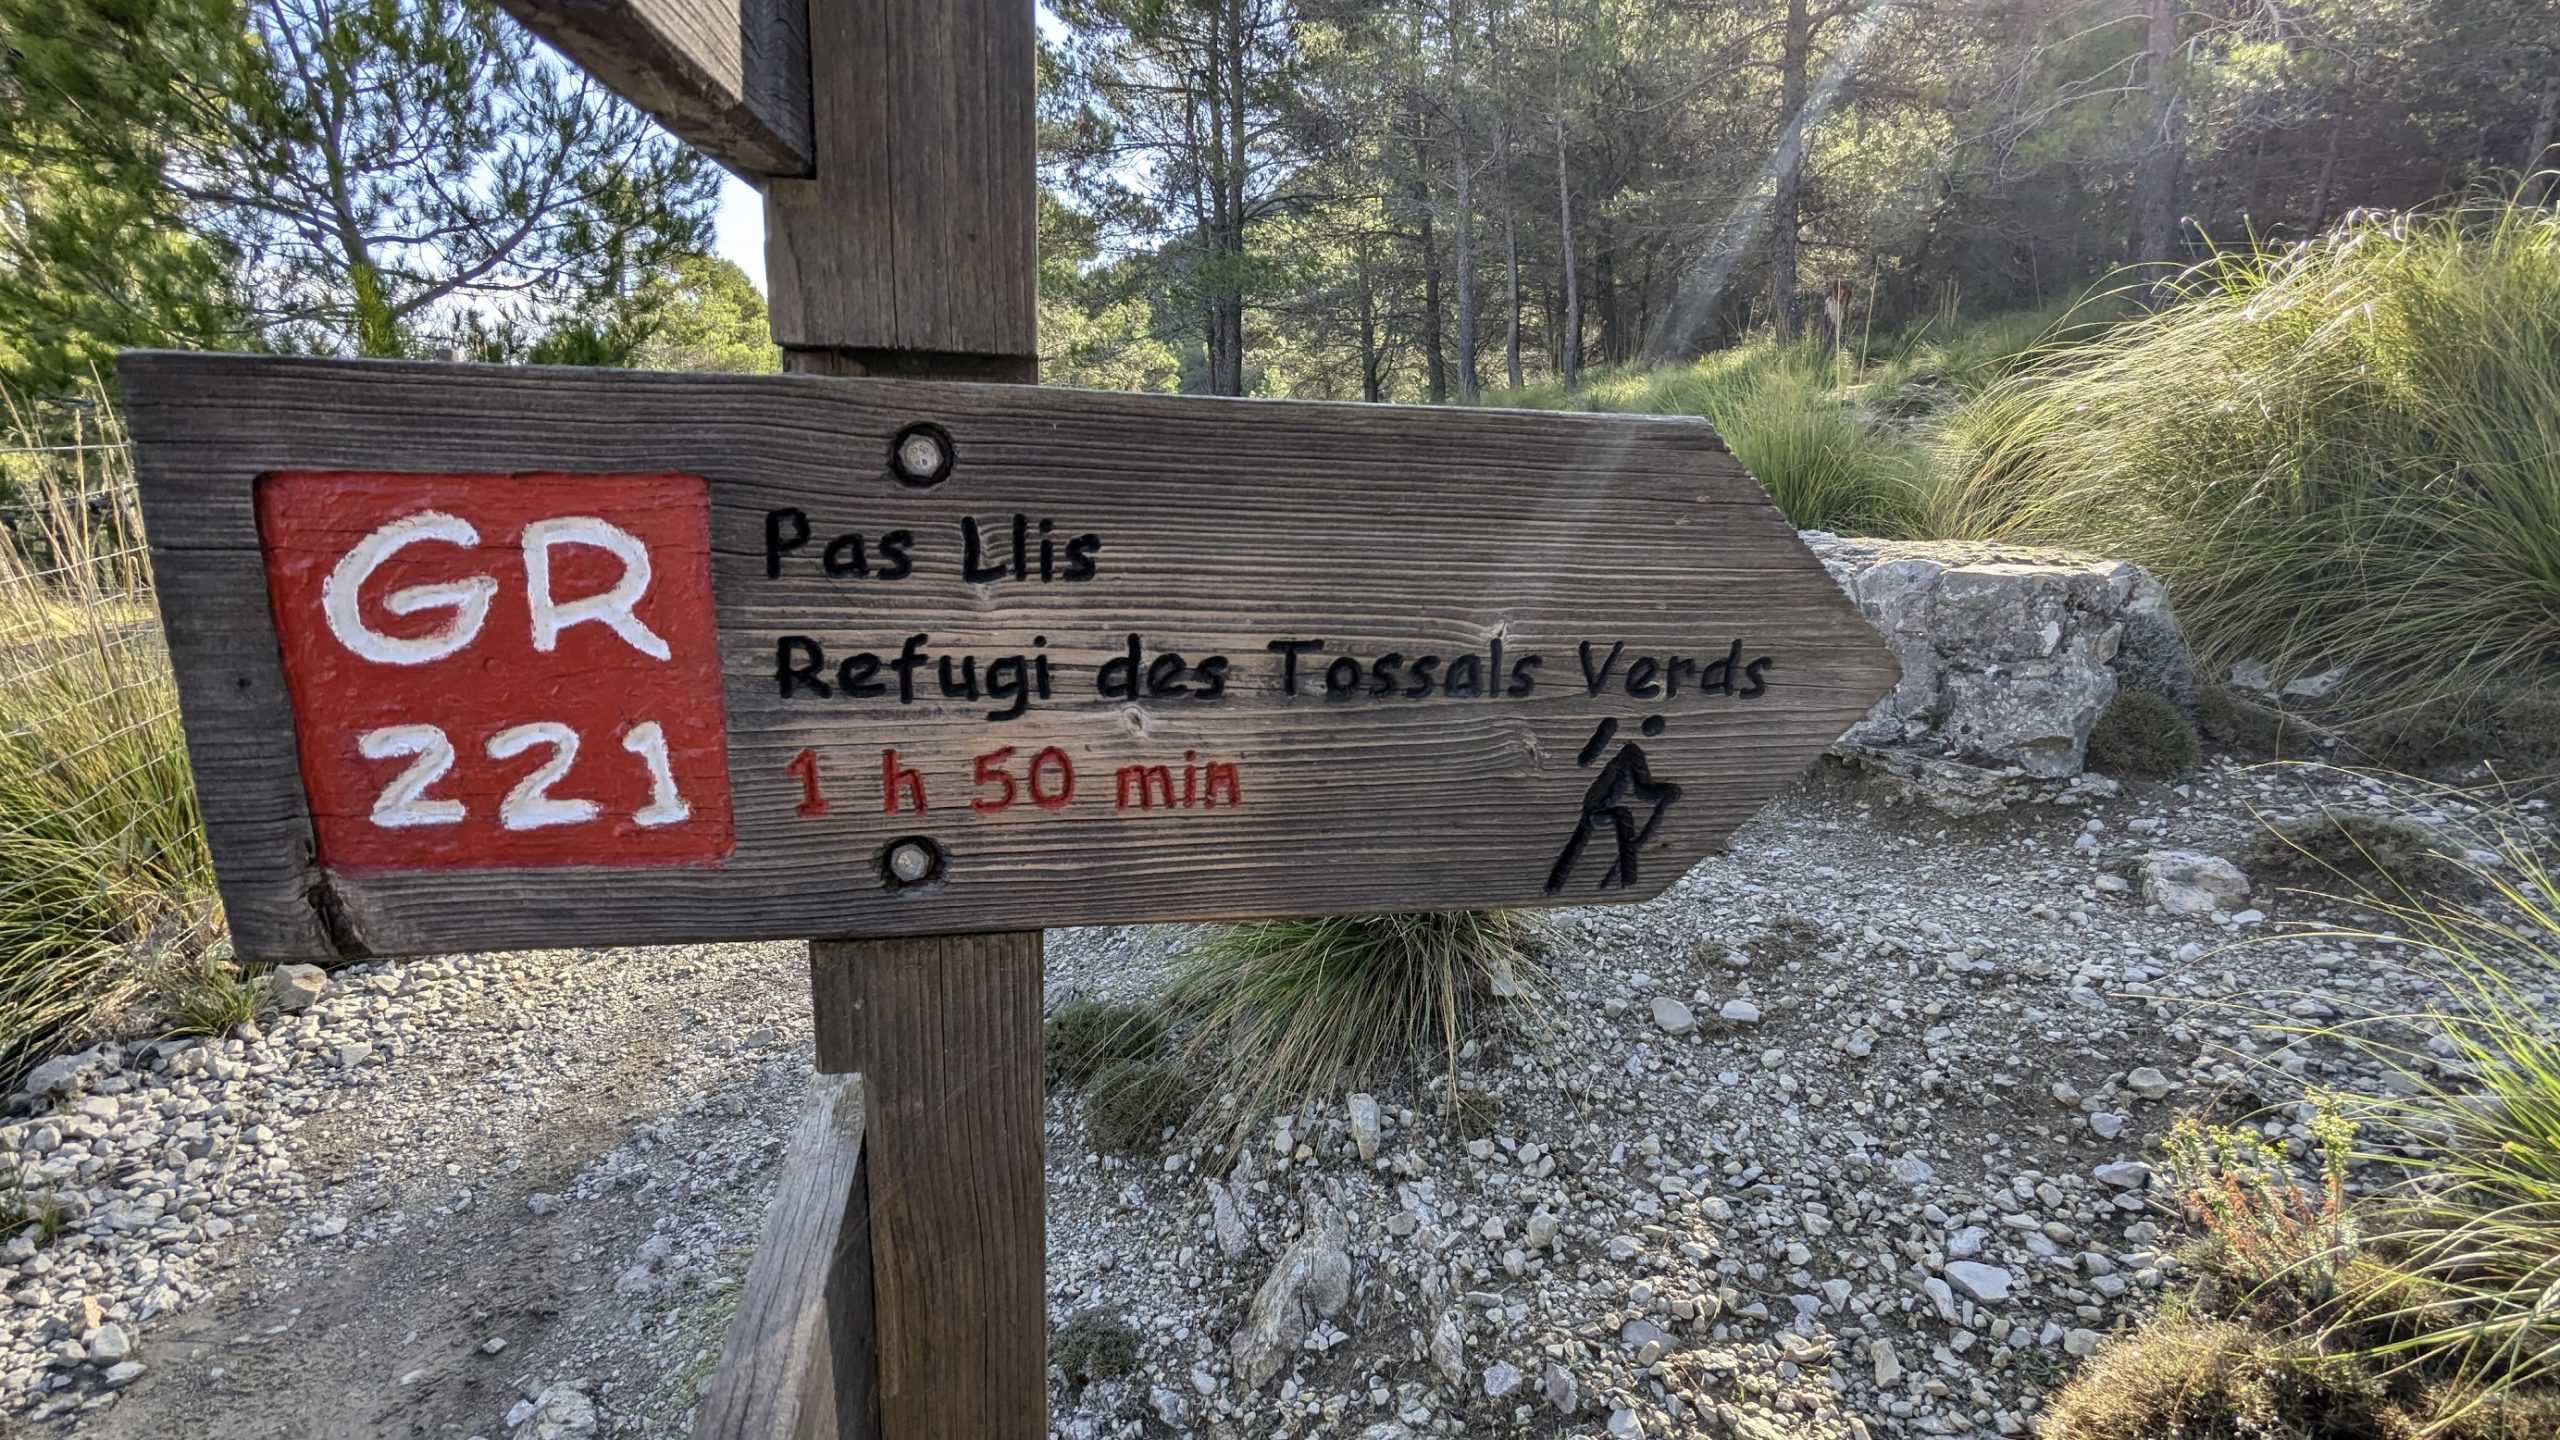 GR
221
Pas Llis
Refugi des Tossals Verds
1 h 50 min